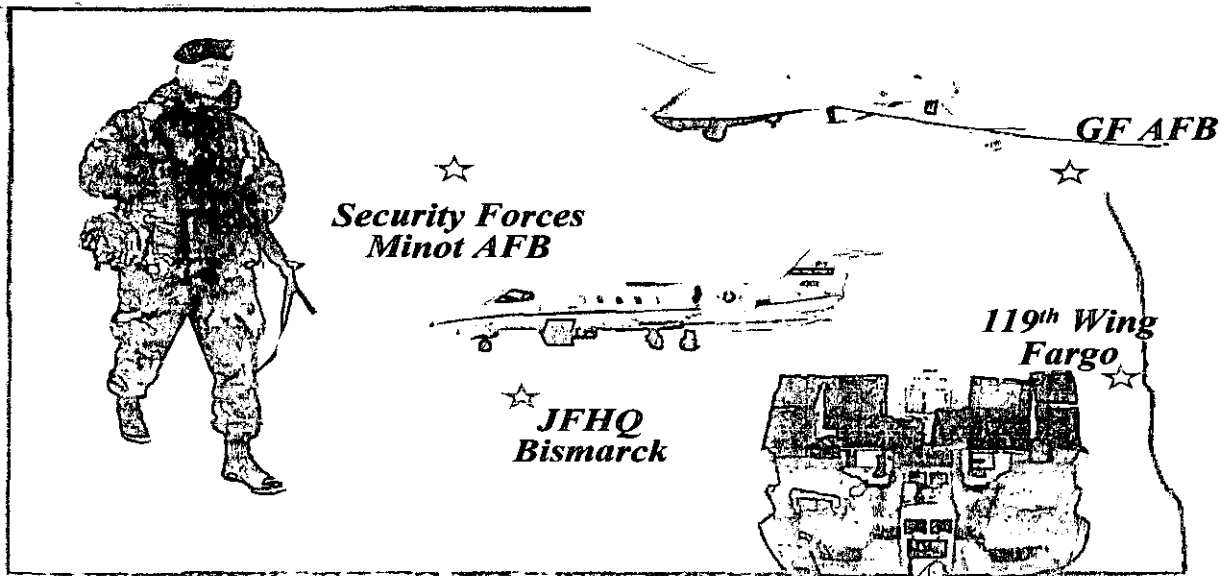 GF AFB
Security Forces
Minot AFB
119th Wing
Fargo
JFHQ
Bismarck